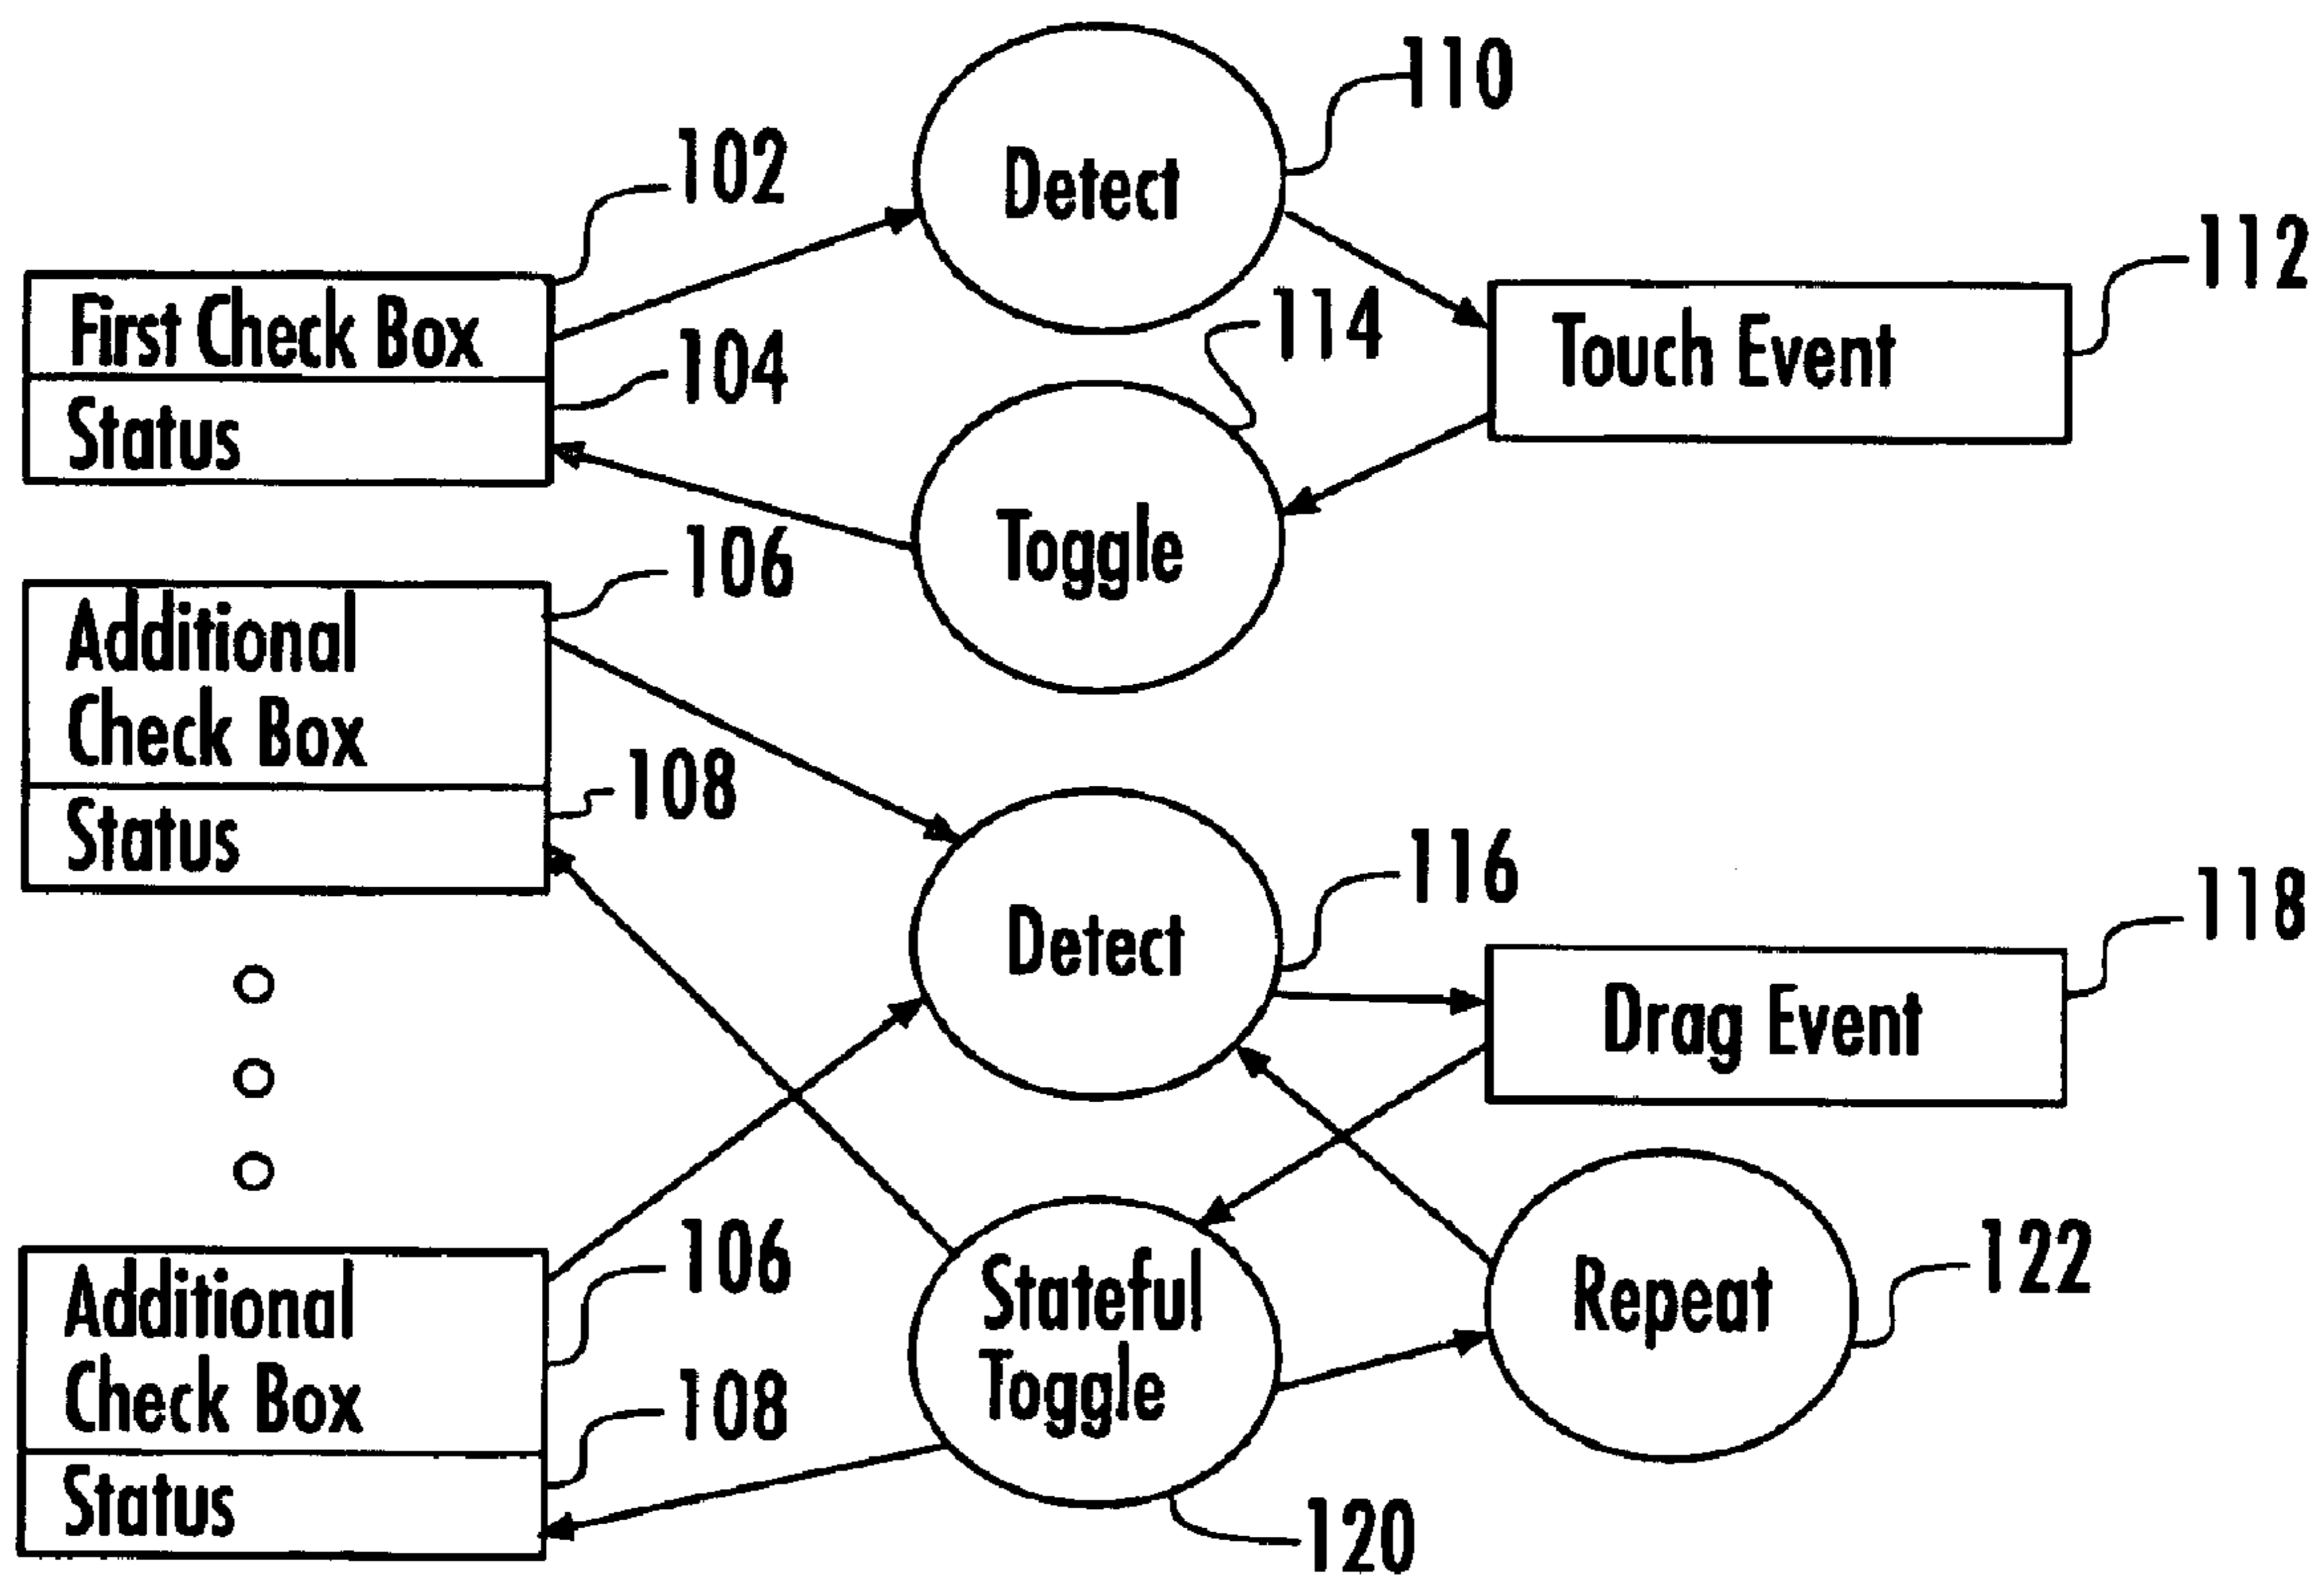 110
Detect
102
112
First Check Box
114
Touch Event
104
Status
Toggle
106
Additional
Check Box
108
Status
116
118
Detect
Drag Event
106
Additional
Check Box
Stateful
Toggle
Repeat
122
108
Status
120